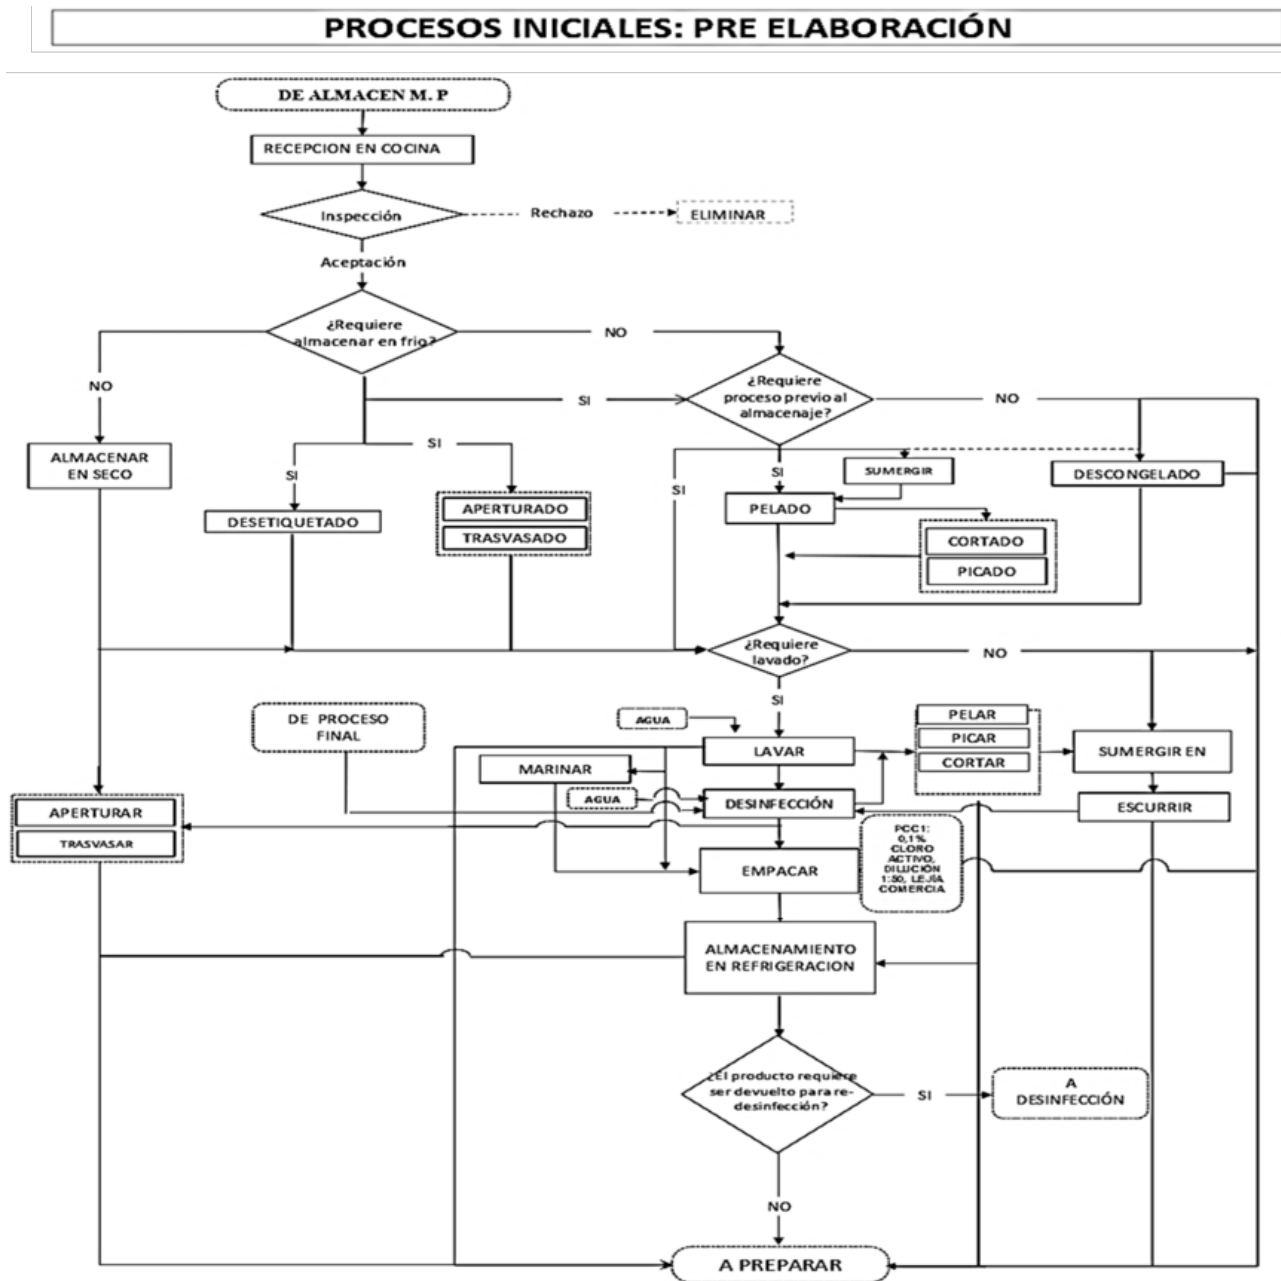 PROCESOS INICIALES: PRE ELABORACIÓN
DE ALMACEN M. P
RECEPCION EN COCINA
Inspección
Rechazo
ELIMINAR
Aceptación
¿Requiere
almacenar en frio?
NO
NO
¿Requiere
proceso previo al
almacenaje?
SI
NO
ALMACENAR
EN SECO
SI
SI
SI
SI
SUMERGIR
DESCONGELADO
DESETIQUETADO
APERTURADO
TRASVASADO
PELADO
CORTADO
PICADO
¿Requiere
lavado?
NO
SI
DE PROCESO
FINAL
AGUA
LAVAR
PELAR
PICAR
CORTAR
SUMERGIR EN
MARINAR
AGUA
DESINFECCIÓN
ESCURRIR
APERTURAR
TRASVASAR
PCC1:
0,1%
CLORO
ACTIVO,
DILUCIÓN
1:50, LEJÍA
COMERCIA
EMPACAR
ALMACENAMIENTO
EN REFRIGERACION
¿El producto requiere
ser devuelto para re-
desinfección?
SI
A
DESINFECCIÓN
NO
A PREPARAR